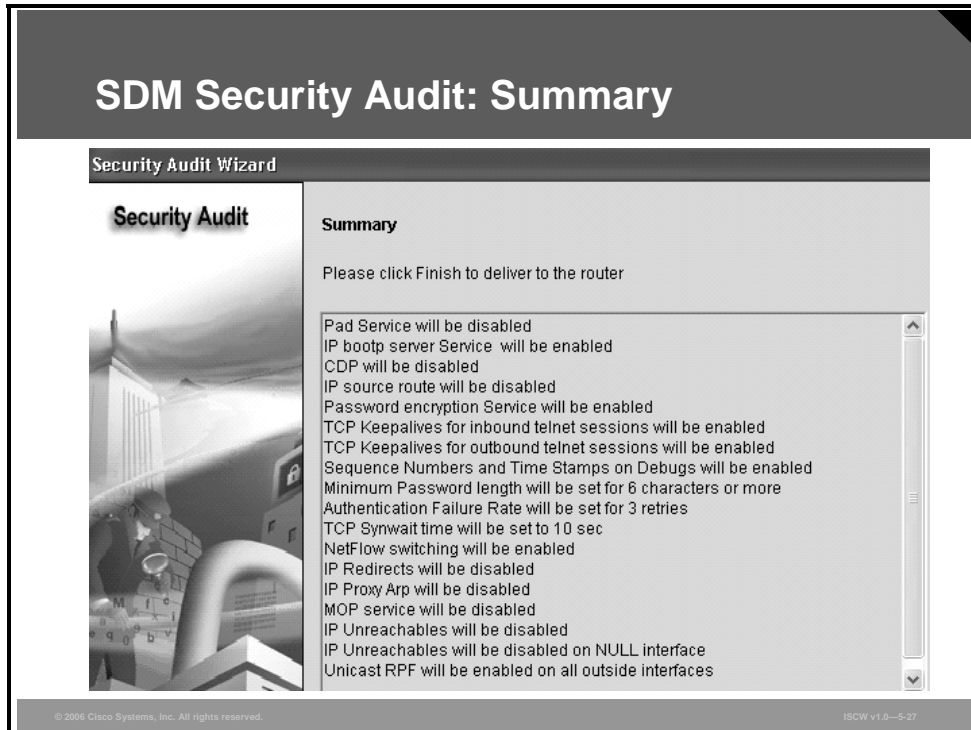 SDM Security Audit: Summary
Security Audit Wizard
Security Audit
Summary
Please click Finish to deliver to the router
Pad Service will be disabled
IP bootp server Service will be enabled
CDP will be disabled
IP source route will be disabled
Password encryption Service will be enabled
TCP Keepalives for inbound telnet sessions will be enabled
TCP Keepalives for outbound telnet sessions will be enabled
Sequence Numbers and Time Stamps on Debugs will be enabled
Minimum Password length will be set for 6 characters or more
Authentication Failure Rate will be set for 3 retries
TCP Synwait time will be set to 10 sec
NetFlow switching will be enabled
IP Redirects will be disabled
IP Proxy Arp will be disabled
MOP service will be disabled
IP Unreachables will be disabled
IP Unreachables will be disabled on NULL interface
Unicast RPF will be enabled on all outside interfaces
© 2006 Cisco Systems, Inc. All rights reserved.
ISCW v1.0—5-27